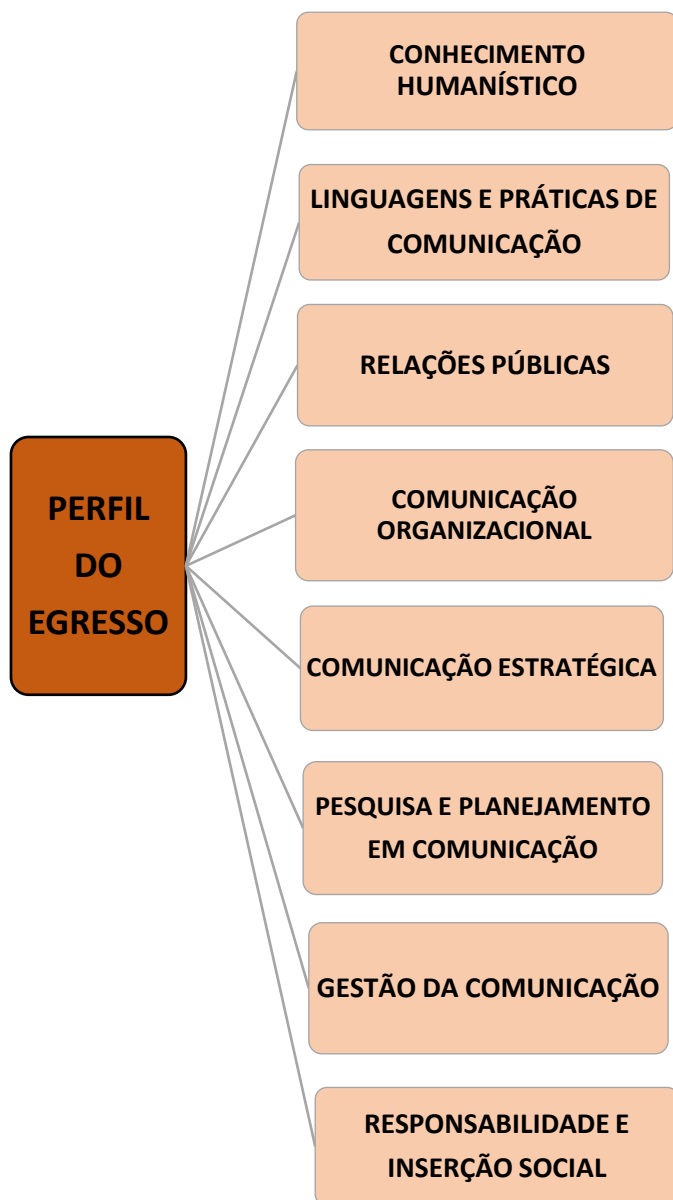 CONHECIMENTO
HUMANÍSTICO
LINGUAGENS E PRÁTICAS DE
COMUNICAÇÃO
RELAÇÕES PÚBLICAS
PERFIL
DO
EGRESSO
COMUNICAÇÃO
ORGANIZACIONAL
COMUNICAÇÃO ESTRATÉGICA
PESQUISA E PLANEJAMENTO
EM COMUNICAÇÃO
GESTÃO DA COMUNICAÇÃO
RESPONSABILIDADE E
INSERÇÃO SOCIAL